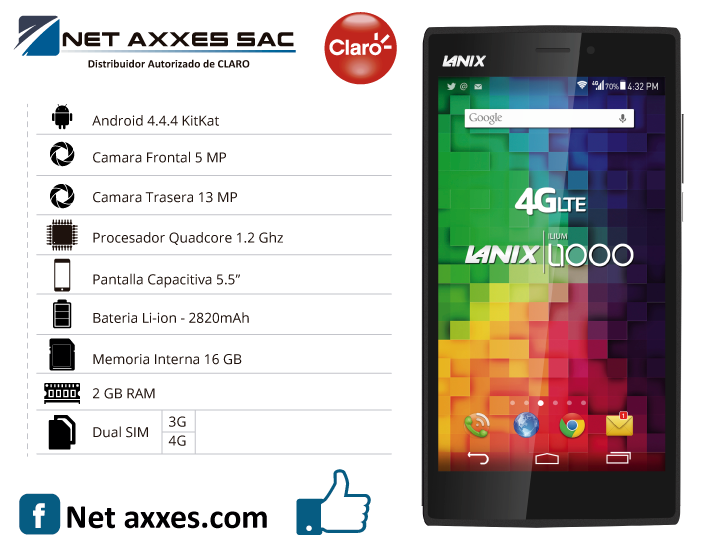 NET AXXES SAC
Distribuidor Autorizado de CLARO
Claro
Android 4.4.4 KitKat
Camara Frontal 5 MP
Camara Trasera 13 MP
Procesador Quadcore 1.2 Ghz
Pantalla Capacitiva 5.5”
Bateria Li-ion - 2820mAh
Memoria Interna 16 GB
2 GB RAM
Dual SIM
3G
4G
f Net axxes.com
LANIX
4G 70% 4:32 PM
Google
4G LTE
LANIX ILIUM L1000
1